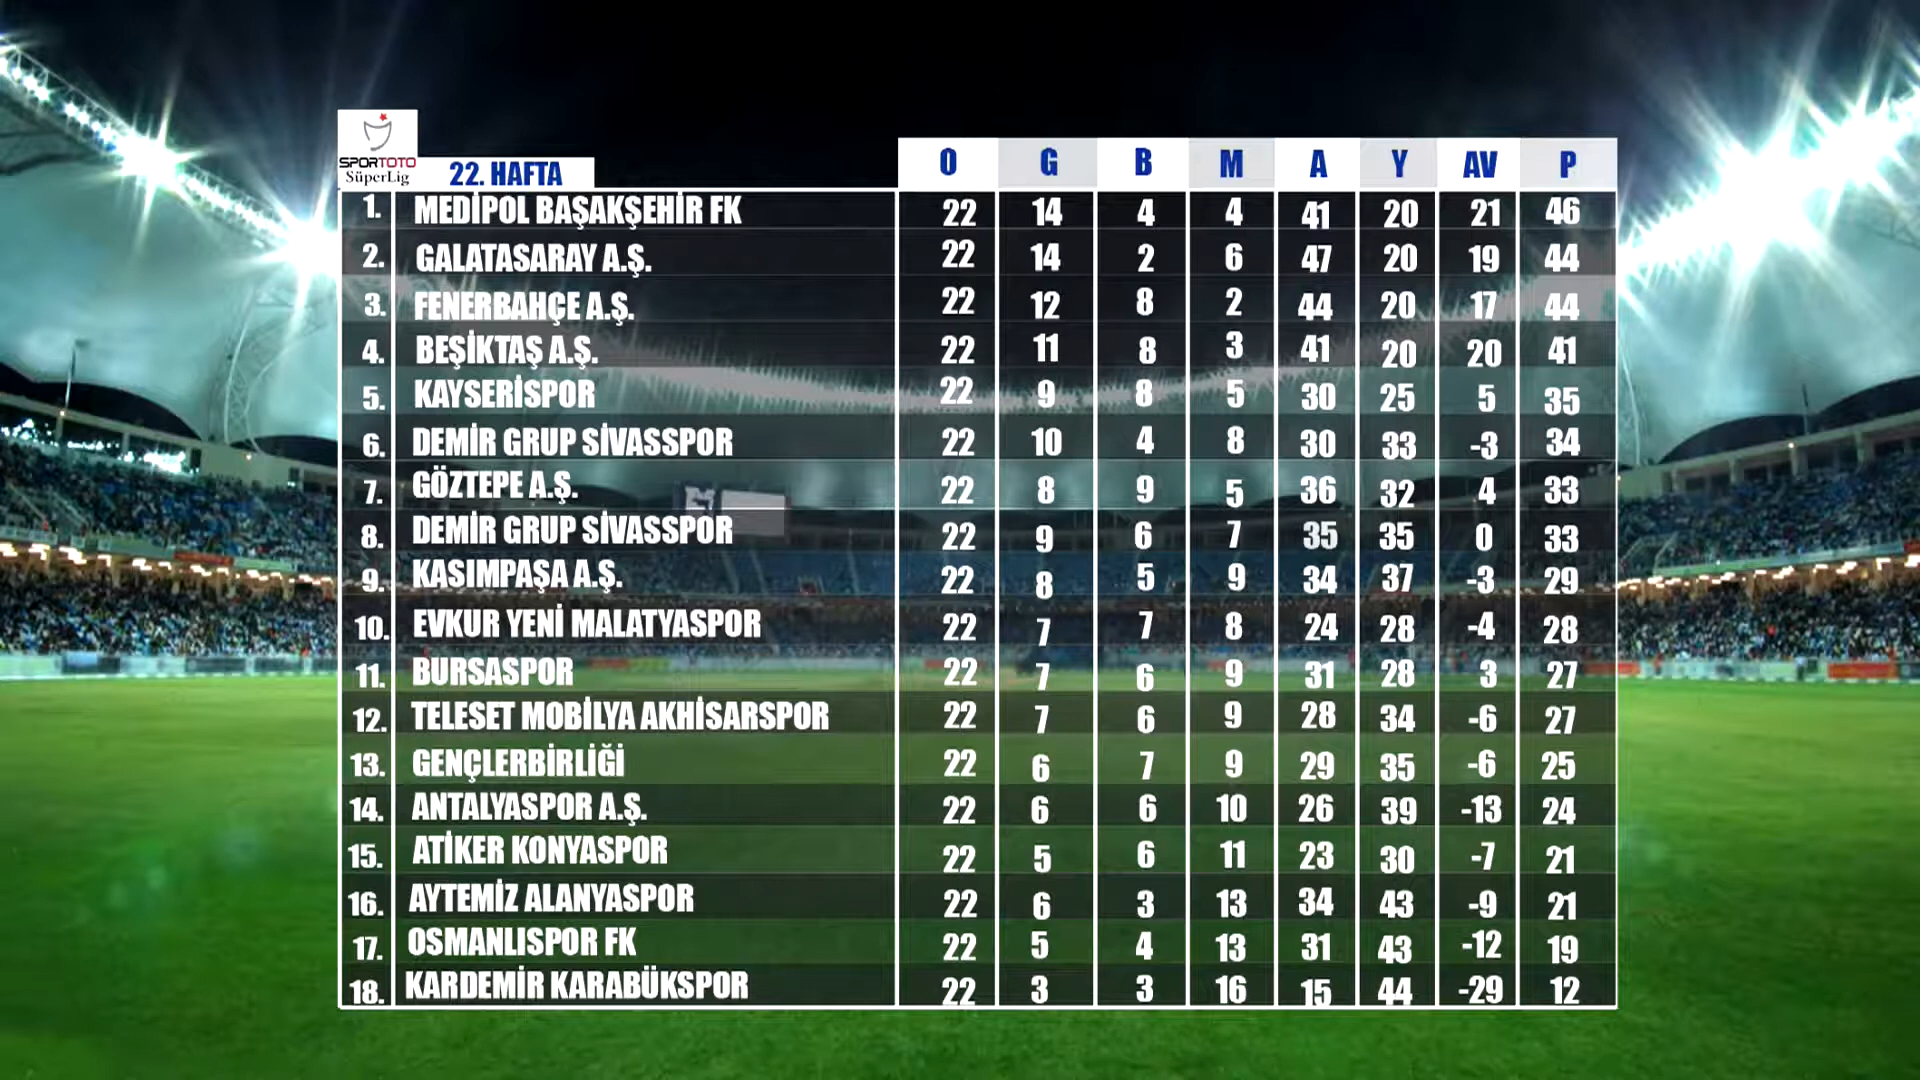 SPORTOTO
SüperLig
22. HAFTA O G B M A Y AV P
1. MEDİPOL BAŞAKŞEHİR FK 22 14 4 4 41 20 21 46
2. GALATASARAY A.Ş. 22 14 2 6 47 20 19 44
3. FENERBAHÇE A.Ş. 22 12 8 2 44 20 17 44
4. BEŞİKTAŞ A.Ş. 22 11 8 3 41 20 20 41
5. KAYSERİSPOR 22 9 8 5 30 25 5 35
6. DEMİR GRUP SİVASSPOR 22 10 4 8 30 33 -3 34
7. GÖZTEPE A.Ş. 22 8 9 5 36 32 4 33
8. DEMİR GRUP SİVASSPOR 22 9 6 7 35 35 0 33
9. KASIMPAŞA A.Ş. 22 8 5 9 34 37 -3 29
10. EVKUR YENİ MALATYASPOR 22 7 7 8 24 28 -4 28
11. BURSASPOR 22 7 6 9 31 28 3 27
12. TELESET MOBİLYA AKHİSARSPOR 22 7 6 9 28 34 -6 27
13. GENÇLERBİRLİĞİ 22 6 7 9 29 35 -6 25
14. ANTALYASPOR A.Ş. 22 6 6 10 26 39 -13 24
15. ATİKER KONYASPOR 22 5 6 11 23 30 -7 21
16. AYTEMİZ ALANYASPOR 22 6 3 13 34 43 -9 21
17. OSMANLISPOR FK 22 5 4 13 31 43 -12 19
18. KARDEMİR KARABÜKSPOR 22 3 3 16 15 44 -29 12